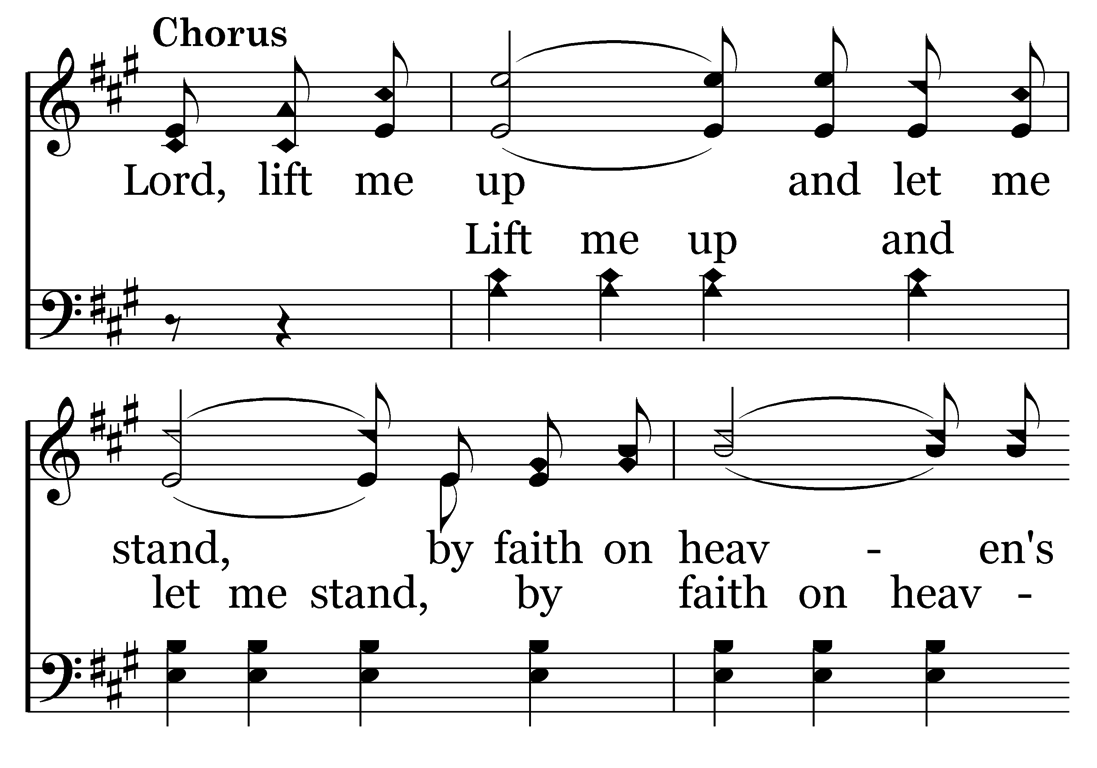 Chorus
Lord, lift me up and let me
Lift me up and
stand, by faith on heav - en's
let me stand, by faith on heav -